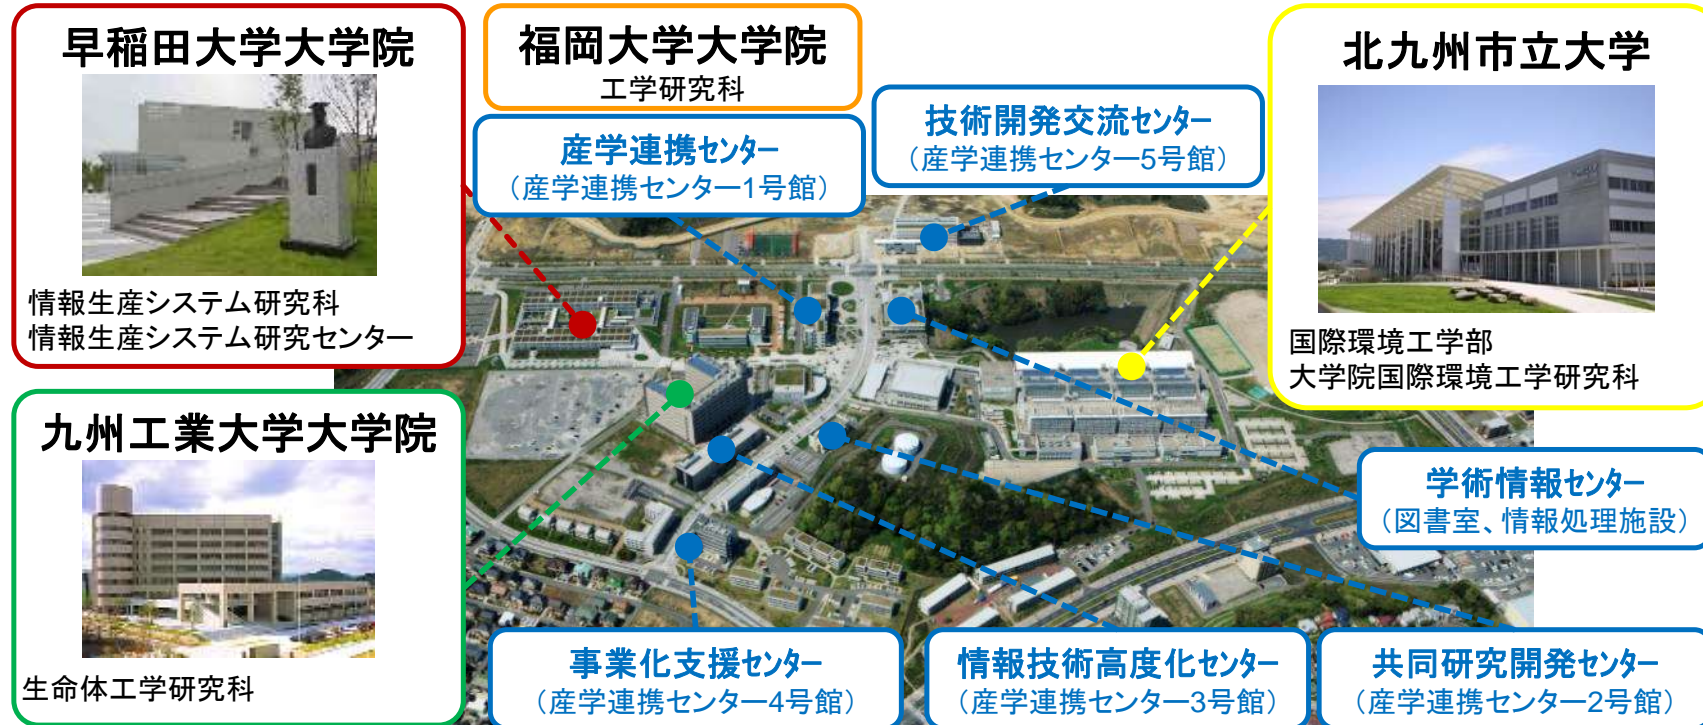 早稲田大学大学院
情報生産システム研究科
情報生産システム研究センター
福岡大学大学院
工学研究科
産学連携センター
（産学連携センター1号館）
技術開発交流センター
（産学連携センター5号館）
北九州市立大学
国際環境工学部
大学院国際環境工学研究科
九州工業大学大学院
生命体工学研究科
学術情報センター
（図書室、情報処理施設）
事業化支援センター
（産学連携センター4号館）
情報技術高度化センター
（産学連携センター3号館）
共同研究開発センター
（産学連携センター2号館）